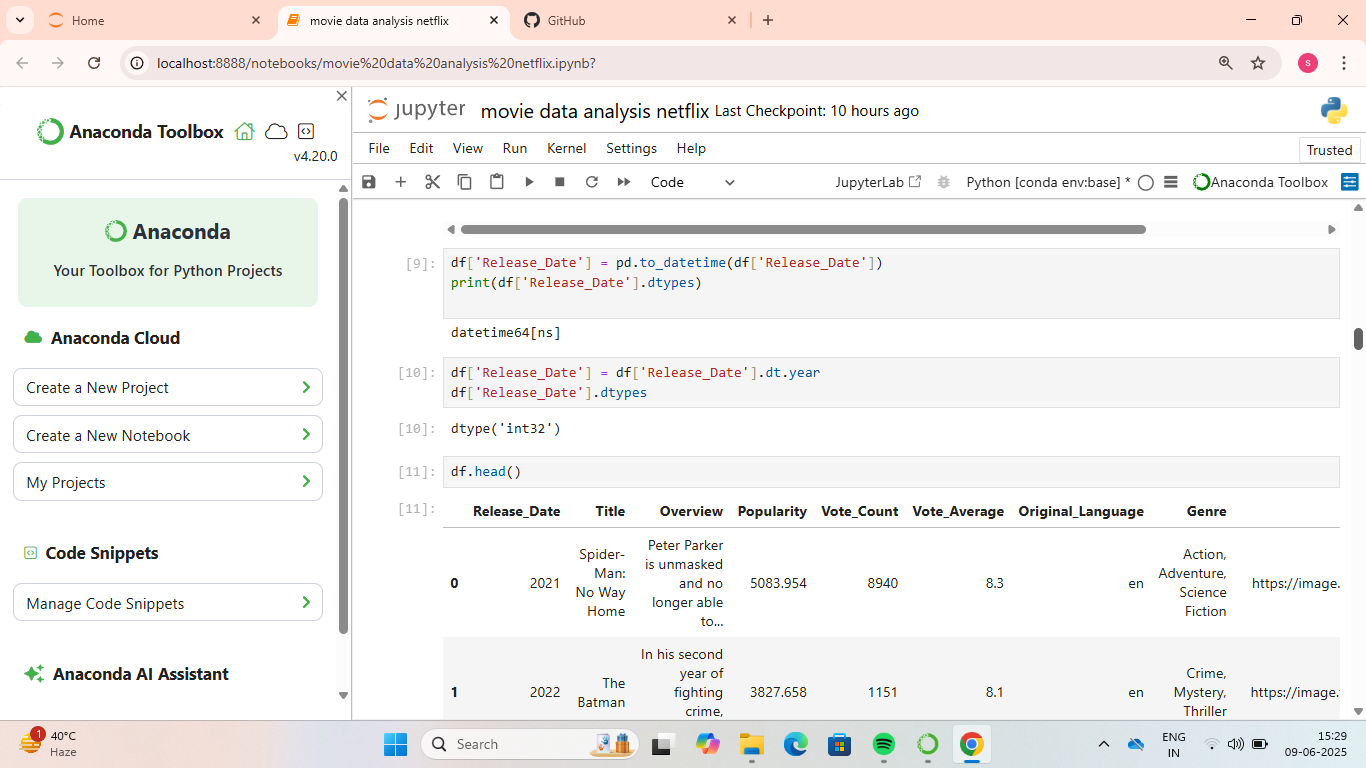 Home
movie data analysis netflix
GitHub
localhost:8888/notebooks/movie%20data%20analysis%20netflix.ipynb?
s
Anaconda Toolbox
v4.20.0
Anaconda
Your Toolbox for Python Projects
Anaconda Cloud
Create a New Project
Create a New Notebook
My Projects
Code Snippets
Manage Code Snippets
Anaconda AI Assistant
jupyter movie data analysis netflix Last Checkpoint: 10 hours ago
File Edit View Run Kernel Settings Help
Trusted
Code JupyterLab Python [conda env:base] * Anaconda Toolbox
[9]: df['Release_Date'] = pd.to_datetime(df['Release_Date'])
print(df['Release_Date'].dtypes)
datetime64[ns]
[10]: df['Release_Date'] = df['Release_Date'].dt.year
df['Release_Date'].dtypes
[10]: dtype('int32')
[11]: df.head()
[11]:
Release_Date Title Overview Popularity Vote_Count Vote_Average Original_Language Genre
0 2021 Spider-
Man:
No Way
Home
Peter Parker
is unmasked
and no
longer able
to...
5083.954 8940 8.3 en
Action,
Adventure,
Science
Fiction
https://image.
1 2022 The
Batman
In his second
year of
fighting
crime,
3827.658 1151 8.1 en
Crime,
Mystery,
Thriller
https://image.
1
40°C
Haze
Search
ENG
IN
15:29
09-06-2025